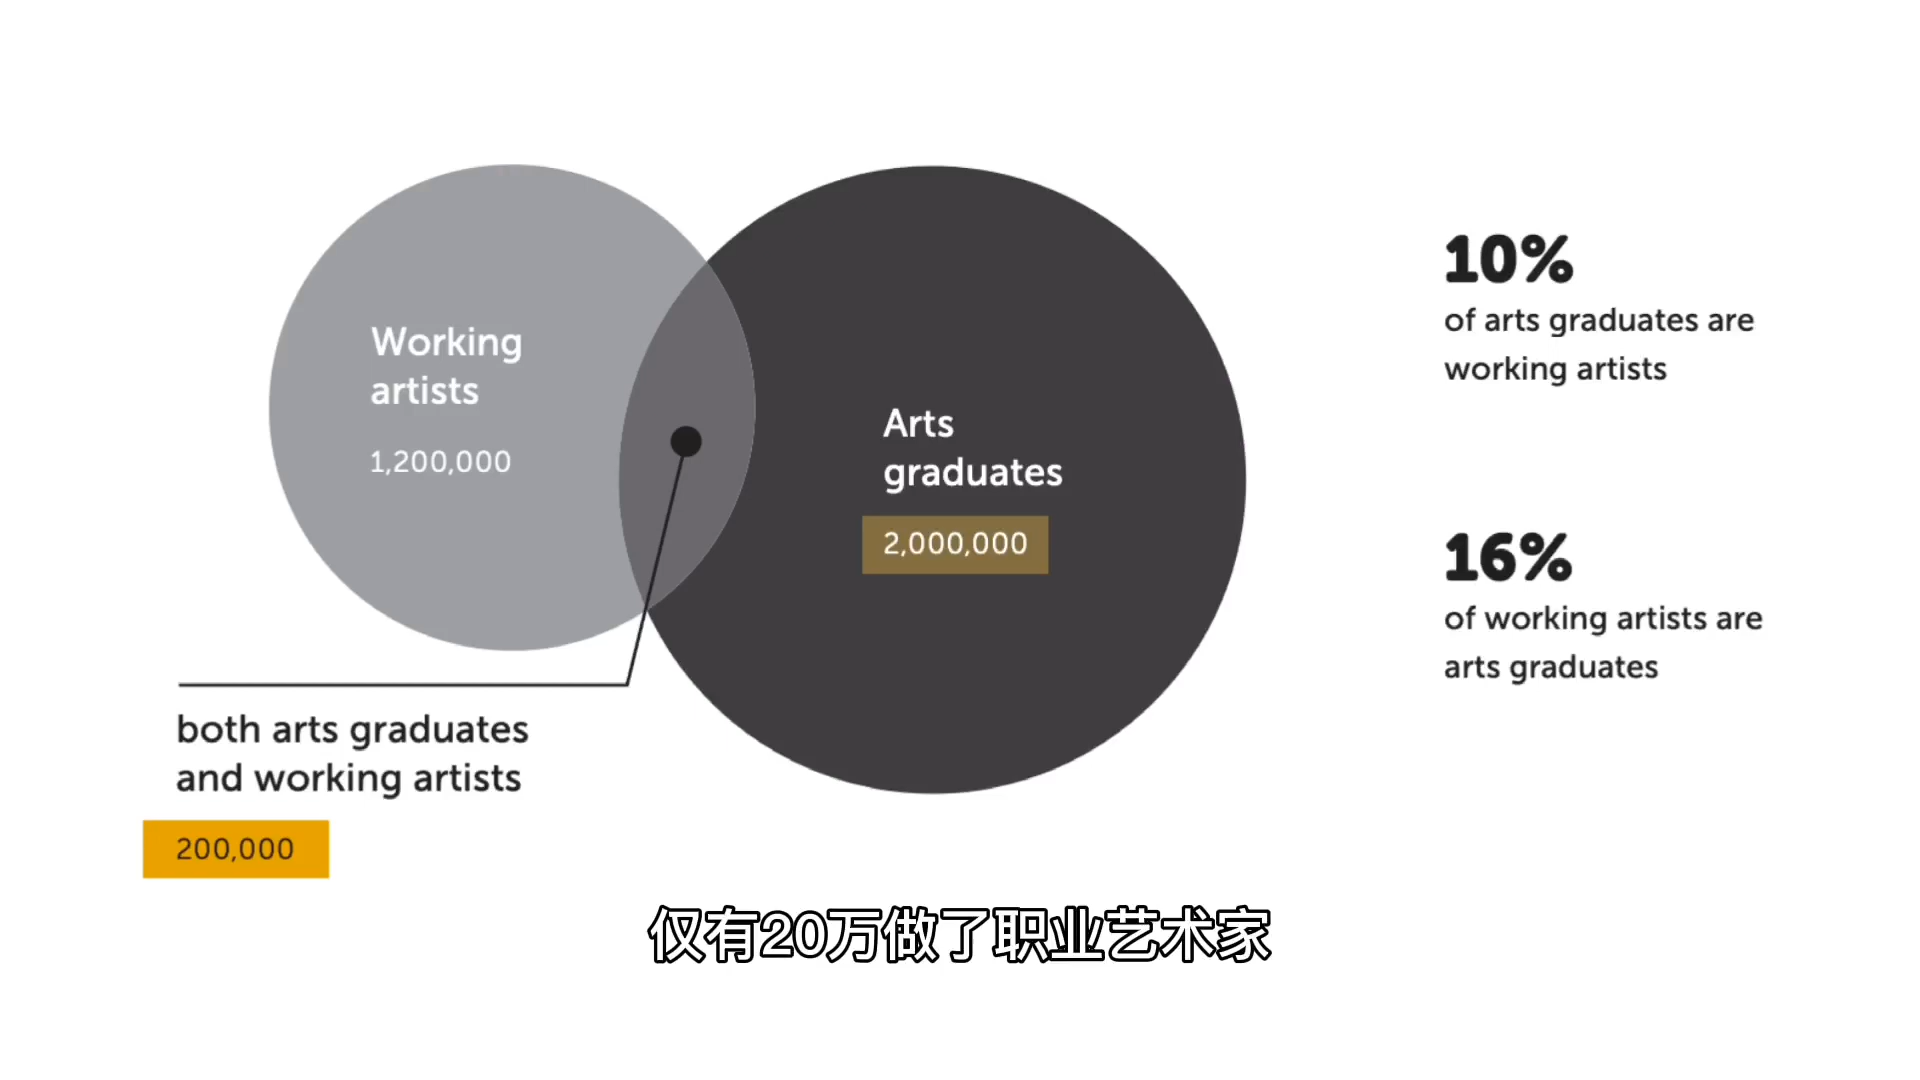 Working
artists
1,200,000
Arts
graduates
2,000,000
both arts graduates
and working artists
200,000
10%
of arts graduates are
working artists
16%
of working artists are
arts graduates
仅有20万做了职业艺术家